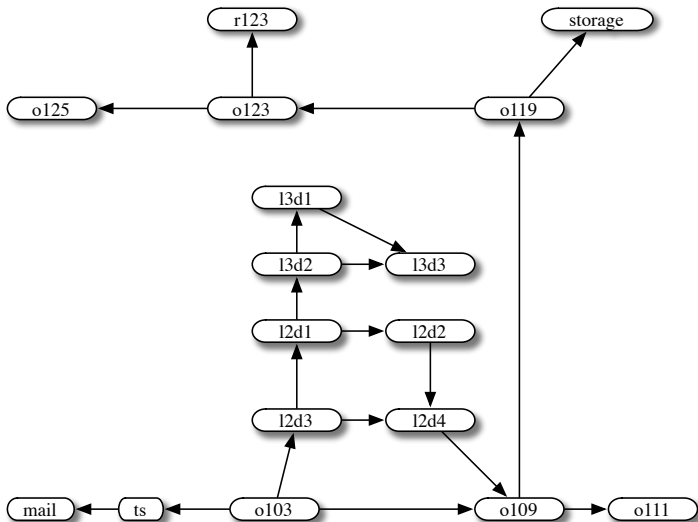 r123
storage
o125
o123
o119
l3d1
l3d2
l3d3
l2d1
l2d2
l2d3
l2d4
mail
ts
o103
o109
o111